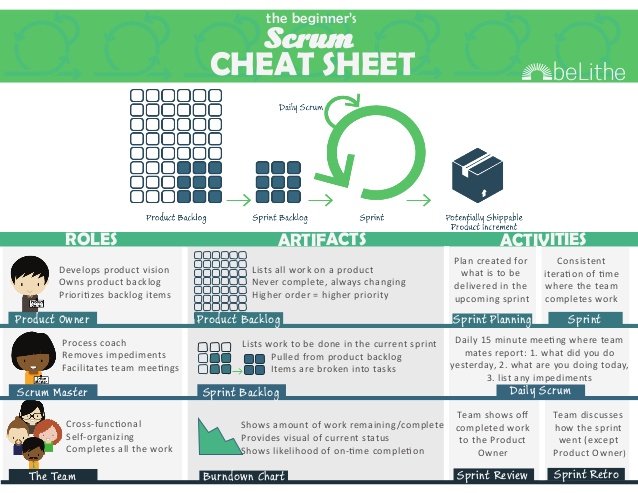 the beginner's
Scrum
CHEAT SHEET
beLithe
Daily Scrum
Product Backlog
Sprint Backlog
Sprint
Potentially Shippable
Product Increment
ROLES
ARTIFACTS
ACTIVITIES
Develops product vision
Owns product backlog
Prioritizes backlog items
Product Owner
Lists all work on a product
Never complete, always changing
Higher order = higher priority
Product Backlog
Plan created for
what is to be
delivered in the
upcoming sprint
Sprint Planning
Consistent
iteration of time
where the team
completes work
Sprint
Process coach
Removes impediments
Facilitates team meetings
Scrum Master
Lists work to be done in the current sprint
Pulled from product backlog
Items are broken into tasks
Sprint Backlog
Daily 15 minute meeting where team
mates report: 1. what did you do
yesterday, 2. what are you doing today,
3. list any impediments
Daily Scrum
Cross-functional
Self-organizing
Completes all the work
The Team
Shows amount of work remaining/complete
Provides visual of current status
Shows likelihood of on-time completion
Burndown Chart
Team shows off
completed work
to the Product
Owner
Sprint Review
Team discusses
how the sprint
went (except
Product Owner)
Sprint Retro